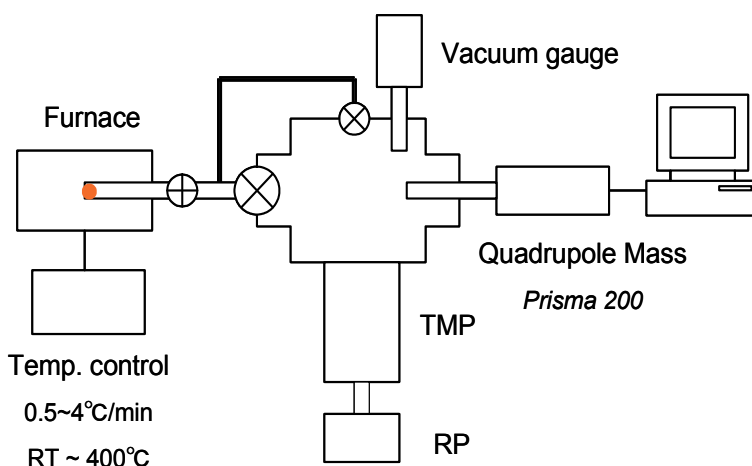 Vacuum gauge
Furnace
Quadrupole Mass
Prisma 200
TMP
Temp. control
0.5~4°C/min
RP
RT ~ 400°C